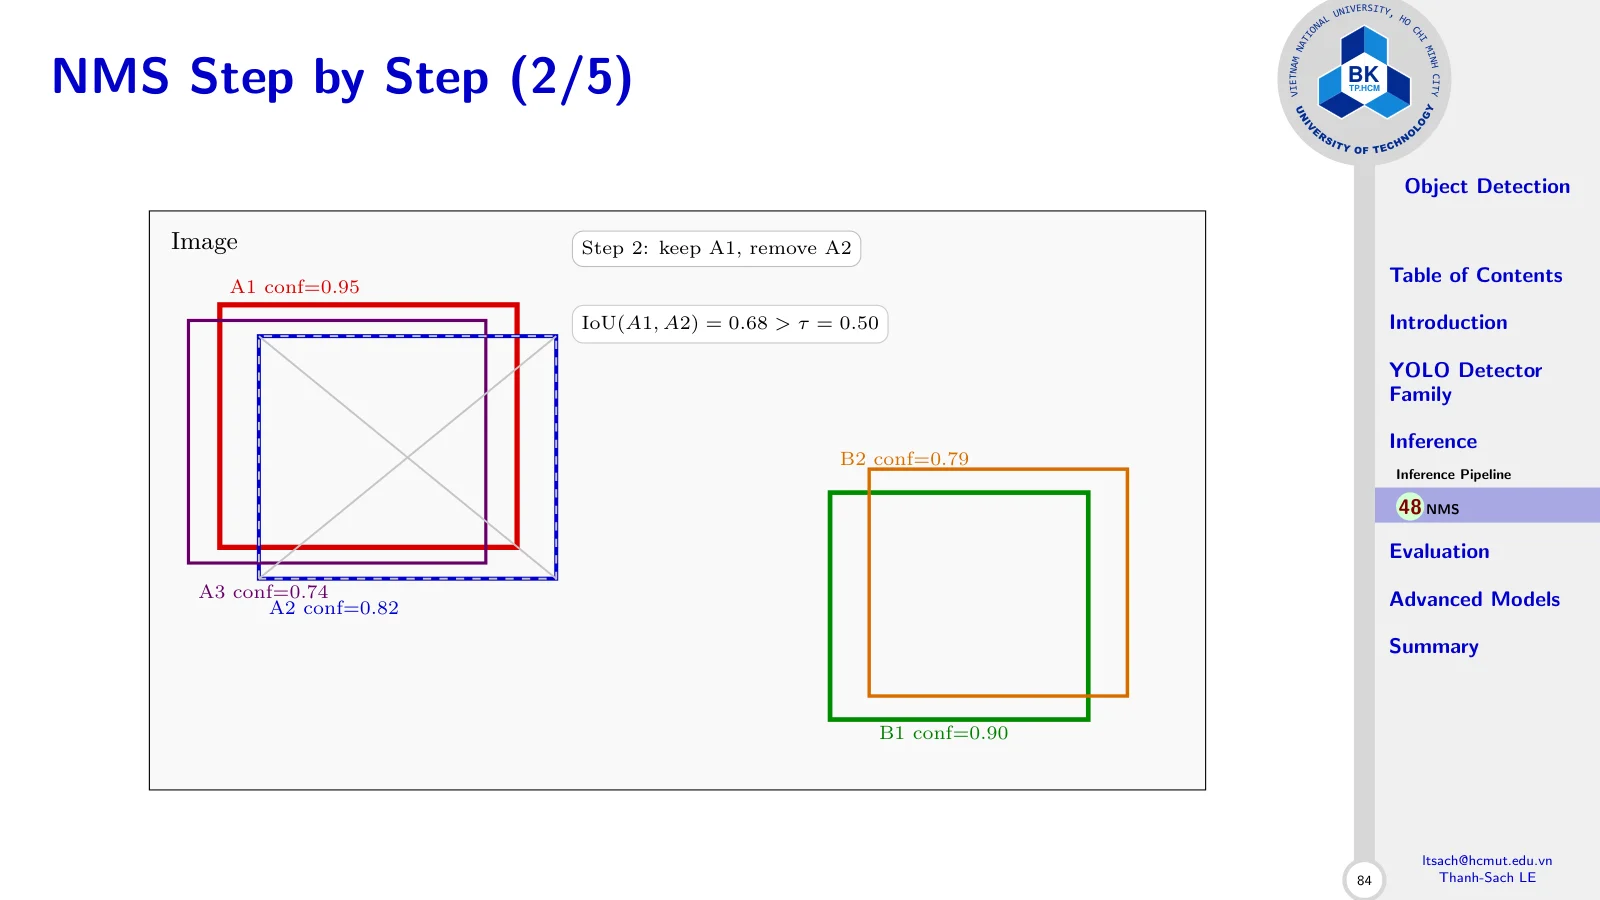 NMS Step by Step (2/5)
Image
Step 2: keep A1, remove A2
A1 conf=0.95
IoU(A1, A2) = 0.68 > τ = 0.50
B2 conf=0.79
A3 conf=0.74
A2 conf=0.82
B1 conf=0.90
VIETNAM NATIONAL UNIVERSITY, HO CHI MINH CITY
BK
TP.HCM
UNIVERSITY OF TECHNOLOGY
Object Detection
Table of Contents
Introduction
YOLO Detector
Family
Inference
Inference Pipeline
48 NMS
Evaluation
Advanced Models
Summary
ltsach@hcmut.edu.vn
Thanh-Sach LE
84